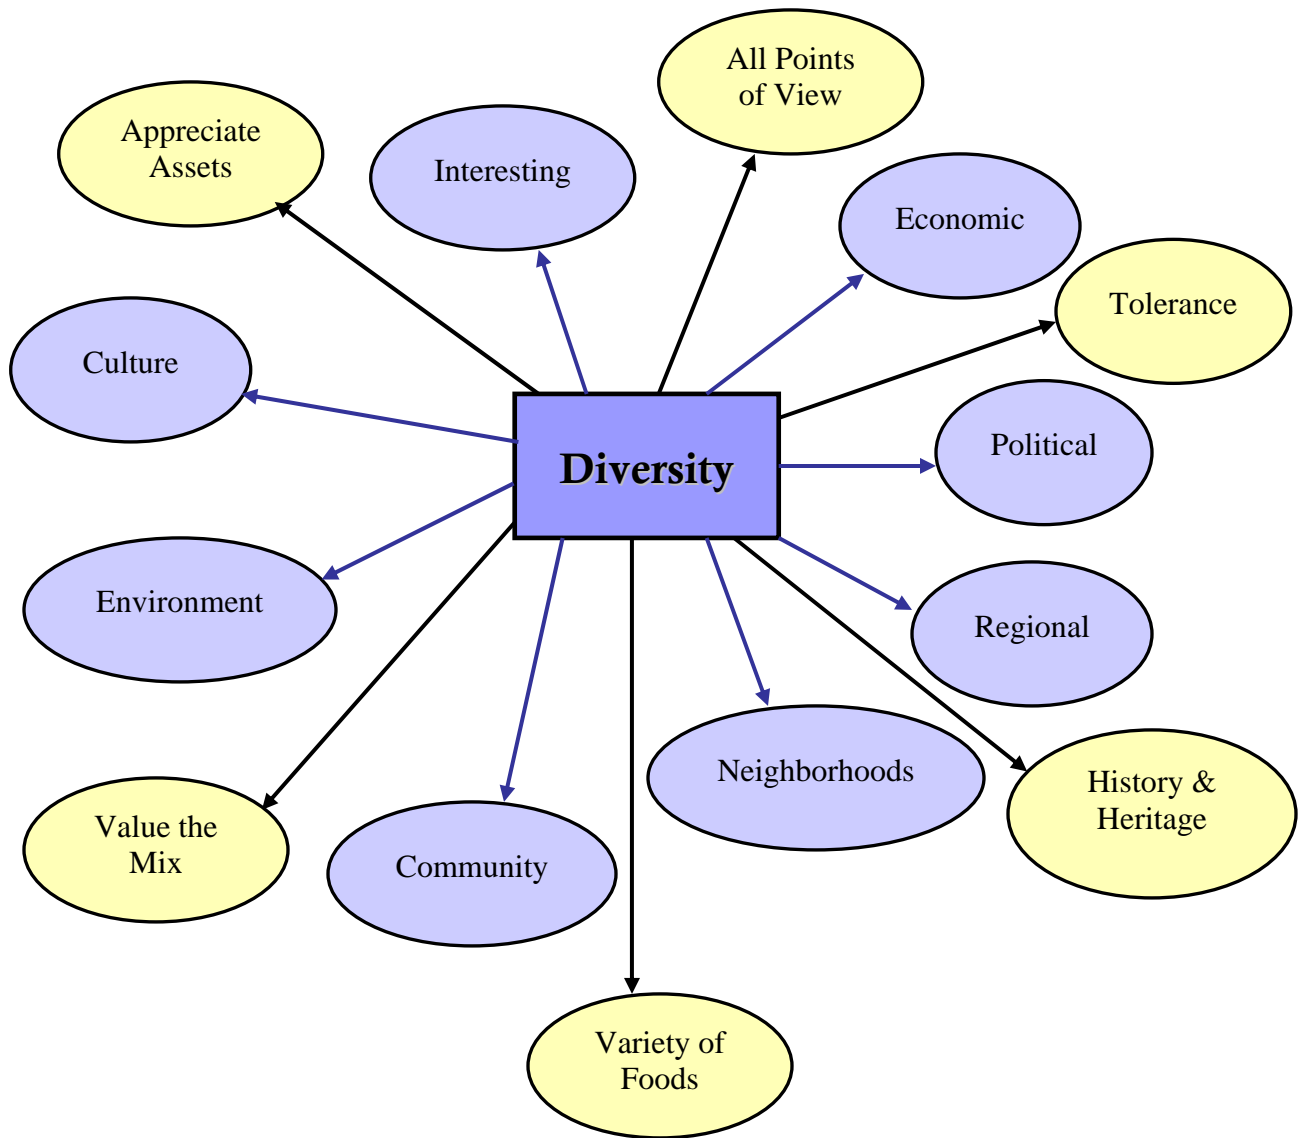 All Points
of View
Appreciate
Assets
Interesting
Economic
Tolerance
Culture
Political
Diversity
Environment
Regional
Neighborhoods
History &
Heritage
Value the
Mix
Community
Variety of
Foods